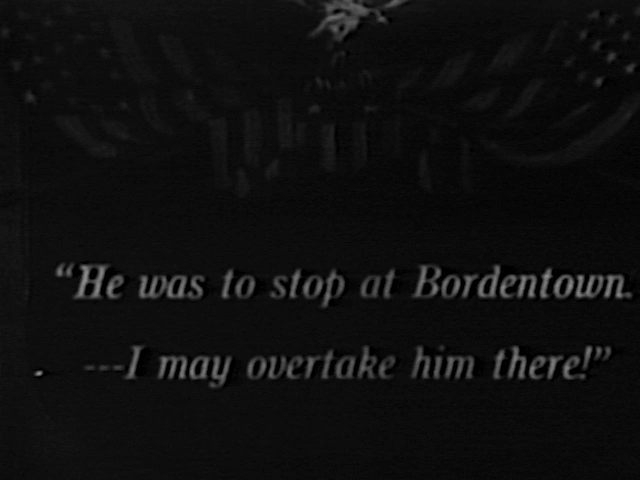 “He was to stop at Bordentown.
---I may overtake him there!”